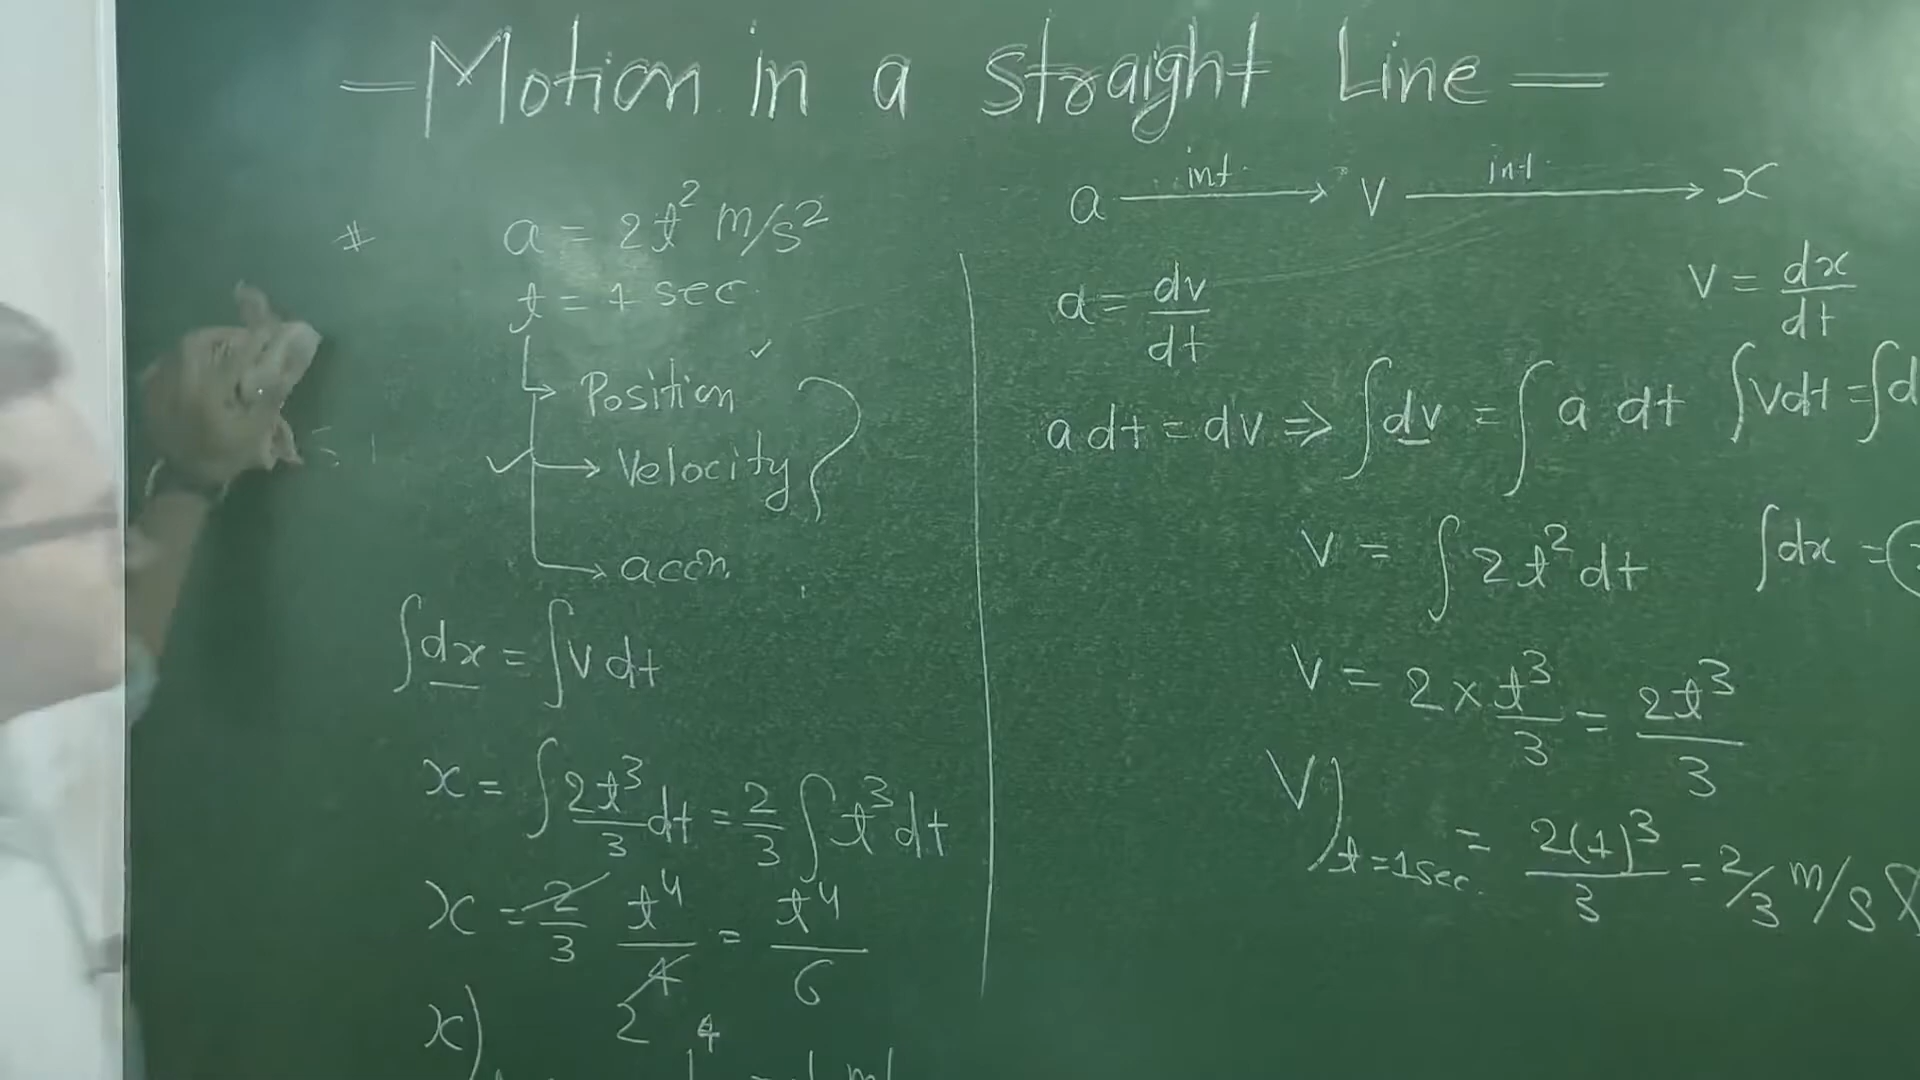 = Motion in a Straight Line =
# a = 2t² m/s²
t = 1 sec
→ Position ✓
✓ → Velocity
→ accn.
∫dx = ∫v dt
x = ∫ 2t³/3 dt = 2/3 ∫ t³ dt
x = 2/3 t⁴/4 = t⁴/6
2
x)
a —int→ v —int→ x
a = dv/dt
v = dx/dt
a dt = dv ⇒ ∫dv = ∫ a dt
∫vdt = ∫d
v = ∫ 2t² dt
∫dx =
v = 2 × t³/3 = 2t³/3
V) t=1sec. = 2(1)³/3 = 2/3 m/s